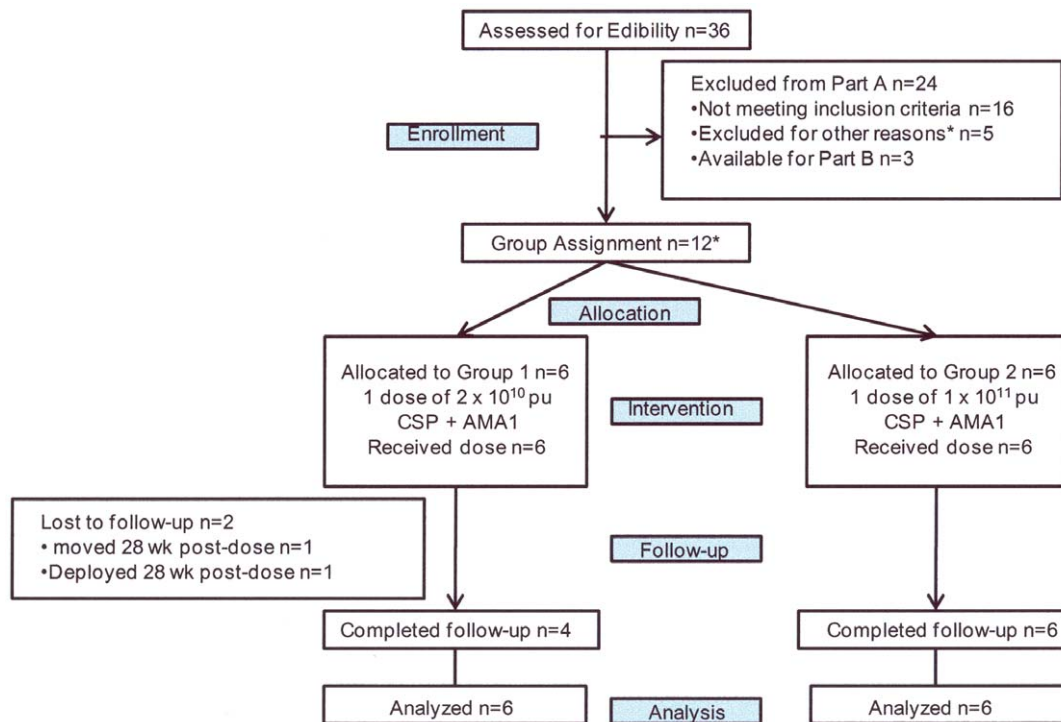 Assessed for Edibility n=36
Excluded from Part A n=24
•Not meeting inclusion criteria n=16
•Excluded for other reasons* n=5
•Available for Part B n=3
Enrollment
Group Assignment n=12*
Allocation
Allocated to Group 1 n=6
1 dose of 2 x 10¹⁰ pu
CSP + AMA1
Received dose n=6
Intervention
Allocated to Group 2 n=6
1 dose of 1 x 10¹¹ pu
CSP + AMA1
Received dose n=6
Lost to follow-up n=2
• moved 28 wk post-dose n=1
•Deployed 28 wk post-dose n=1
Follow-up
Completed follow-up n=4
Completed follow-up n=6
Analyzed n=6
Analysis
Analyzed n=6